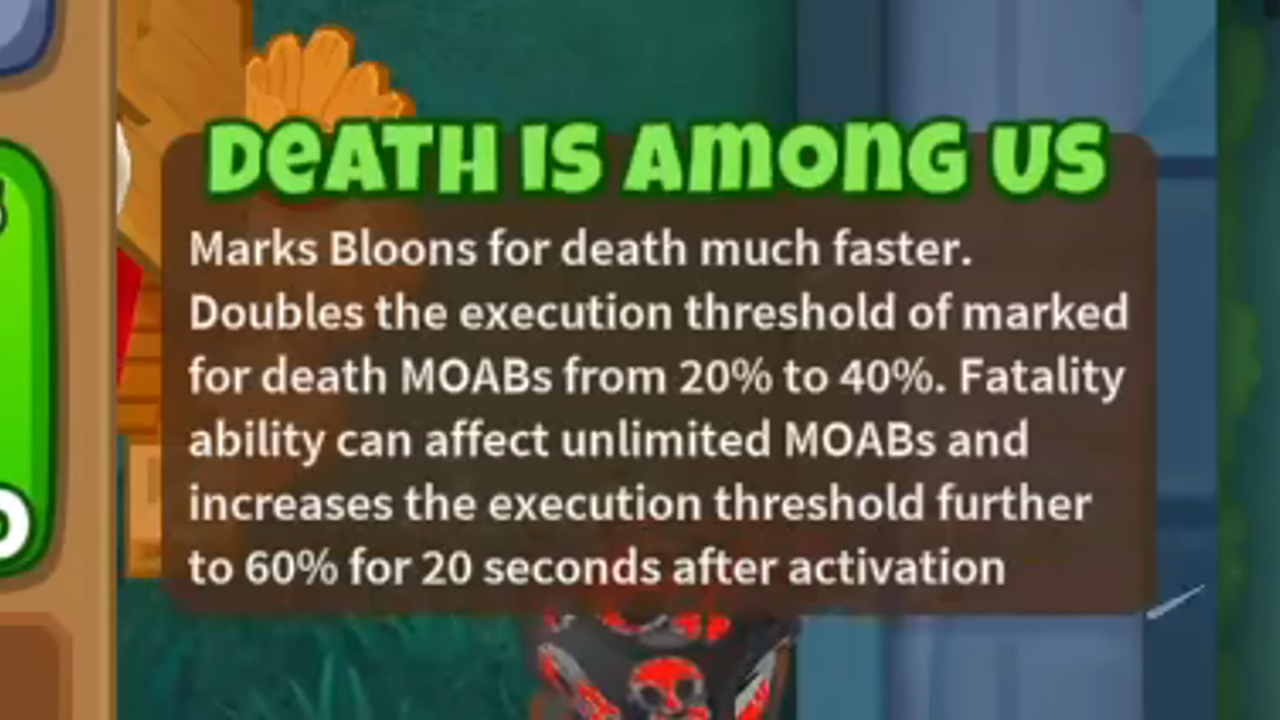 DEATH IS AMONG US
Marks Bloons for death much faster.
Doubles the execution threshold of marked
for death MOABs from 20% to 40%. Fatality
ability can affect unlimited MOABs and
increases the execution threshold further
to 60% for 20 seconds after activation